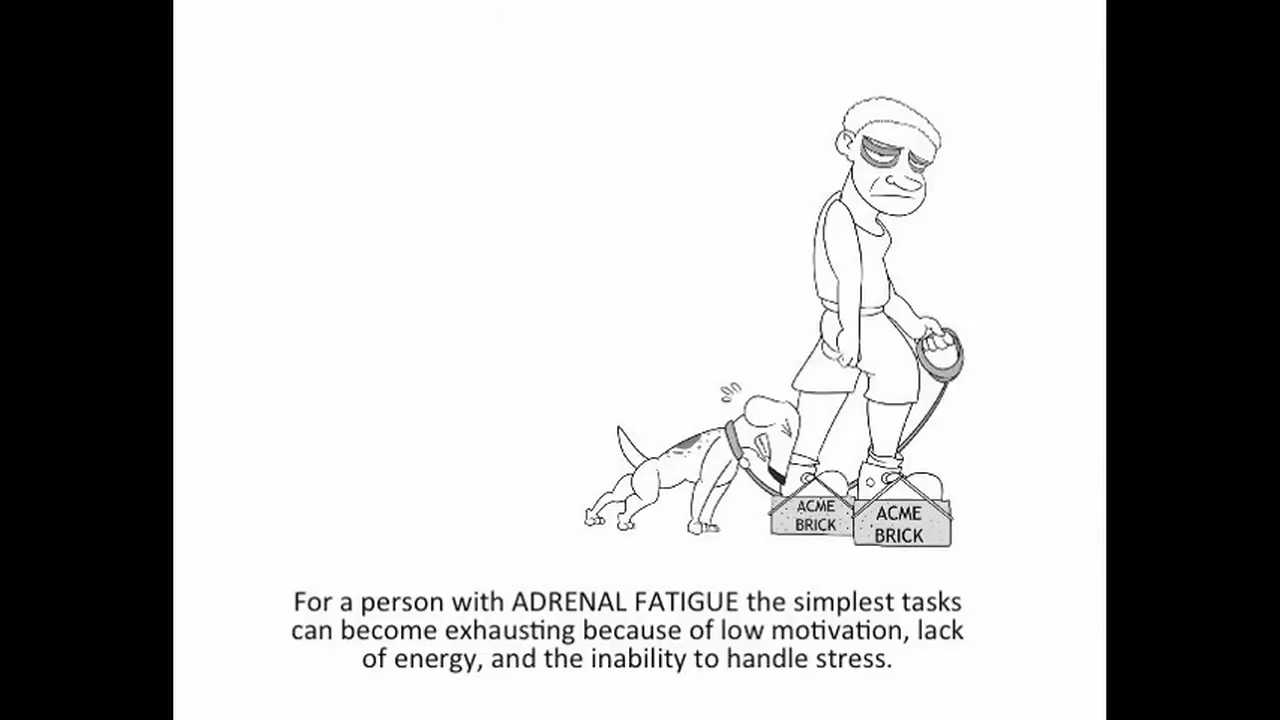 ACME
BRICK
ACME
BRICK
For a person with ADRENAL FATIGUE the simplest tasks
can become exhausting because of low motivation, lack
of energy, and the inability to handle stress.